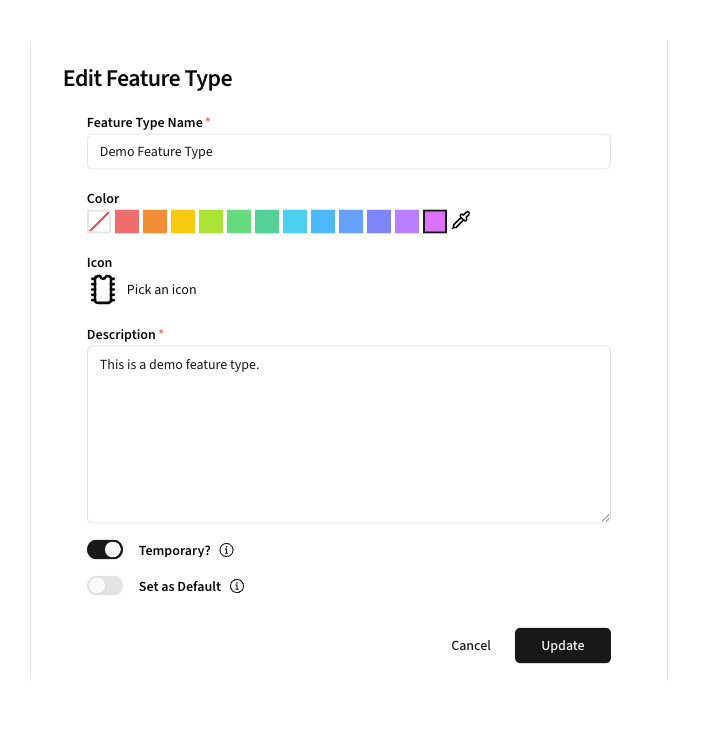 Edit Feature Type
Feature Type Name *
Demo Feature Type
Color
Icon
Pick an icon
Description *
This is a demo feature type.
Temporary?
Set as Default
Cancel
Update